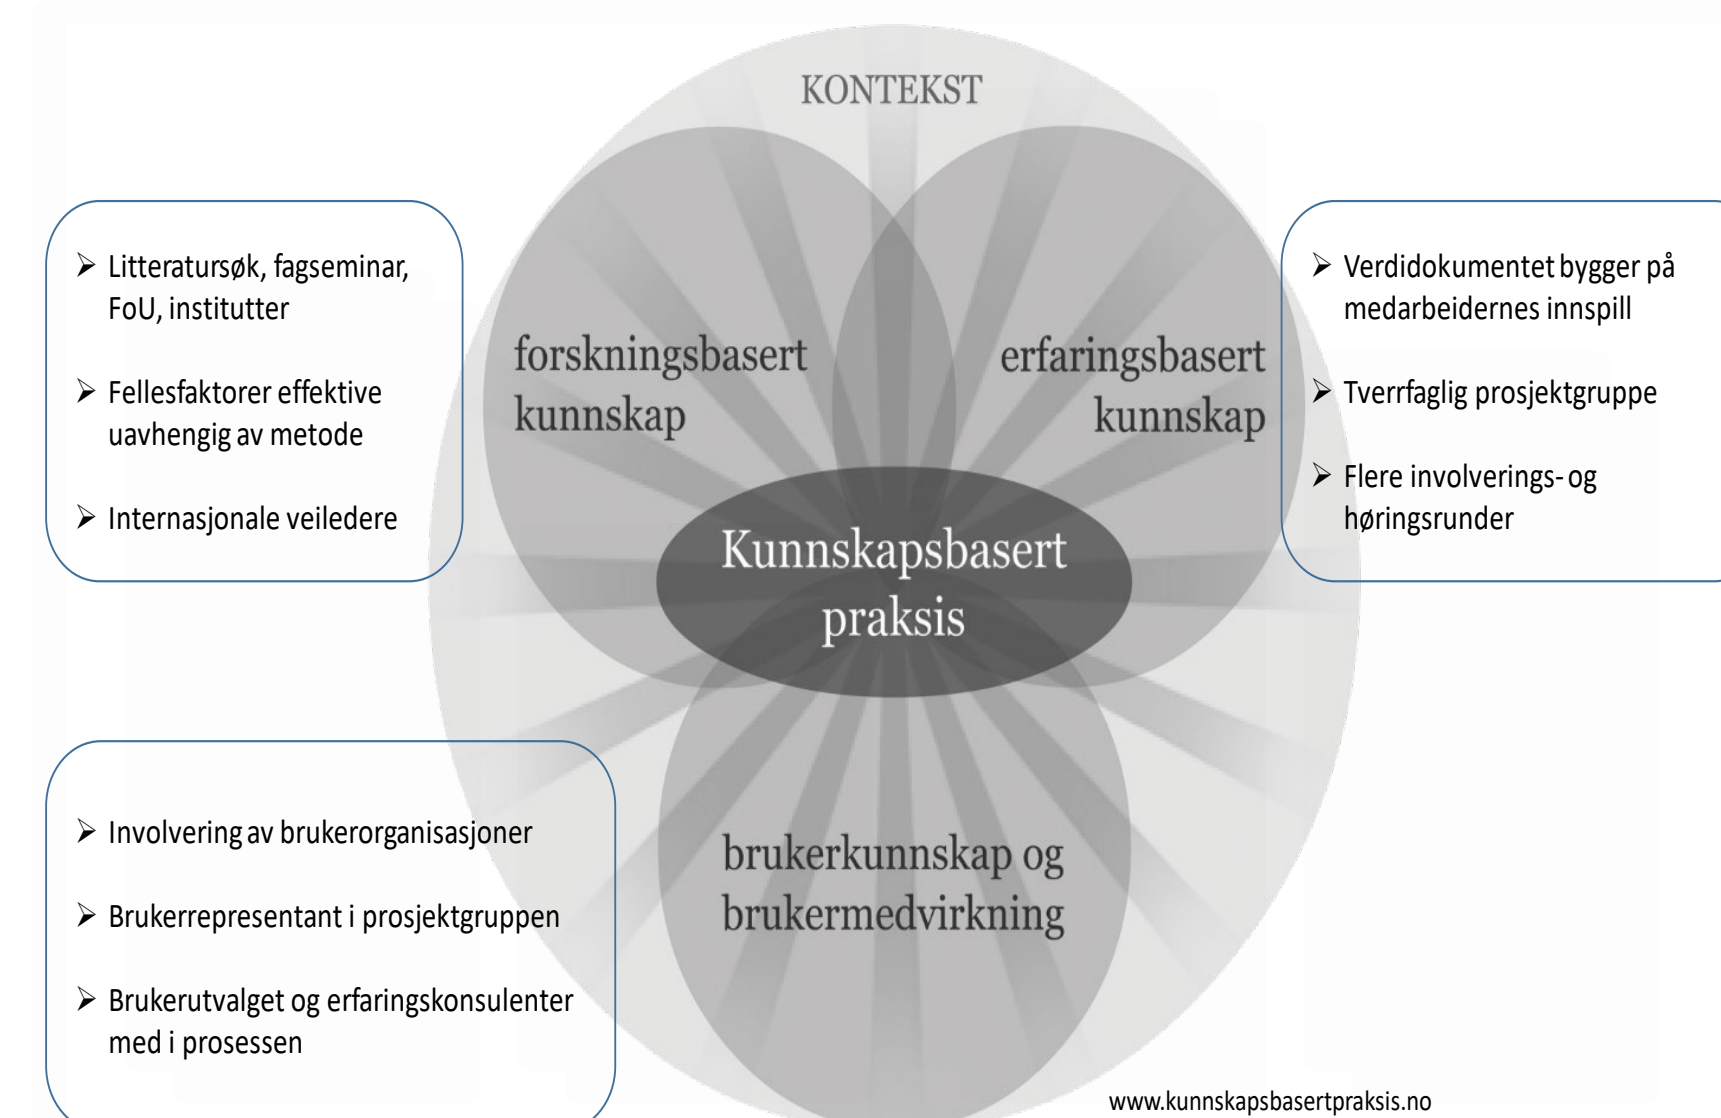 KONTEKST
➢ Litteratursøk, fagseminar,
FoU, institutter
➢ Fellesfaktorer effektive
uavhengig av metode
➢ Internasjonale veiledere
forskningsbasert
kunnskap
erfaringsbasert
kunnskap
➢ Verdidokumentet bygger på
medarbeidernes innspill
➢ Tverrfaglig prosjektgruppe
➢ Flere involverings- og
høringsrunder
Kunnskapsbasert
praksis
➢ Involvering av brukerorganisasjoner
➢ Brukerrepresentant i prosjektgruppen
➢ Brukerutvalget og erfaringskonsulenter
med i prosessen
brukerkunnskap og
brukermedvirkning
www.kunnskapsbasertpraksis.no